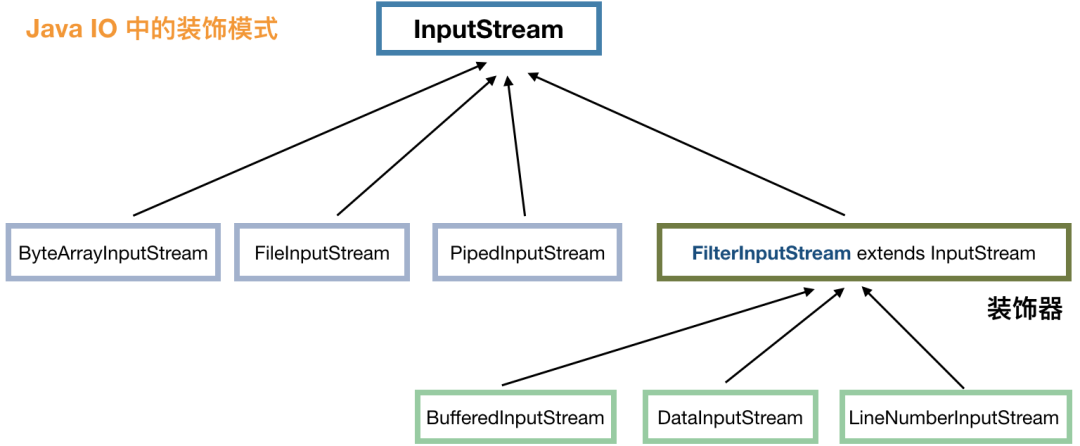 Java IO 中的装饰模式
InputStream
ByteArrayInputStream
FileInputStream
PipedInputStream
FilterInputStream extends InputStream
装饰器
BufferedInputStream
DataInputStream
LineNumberInputStream